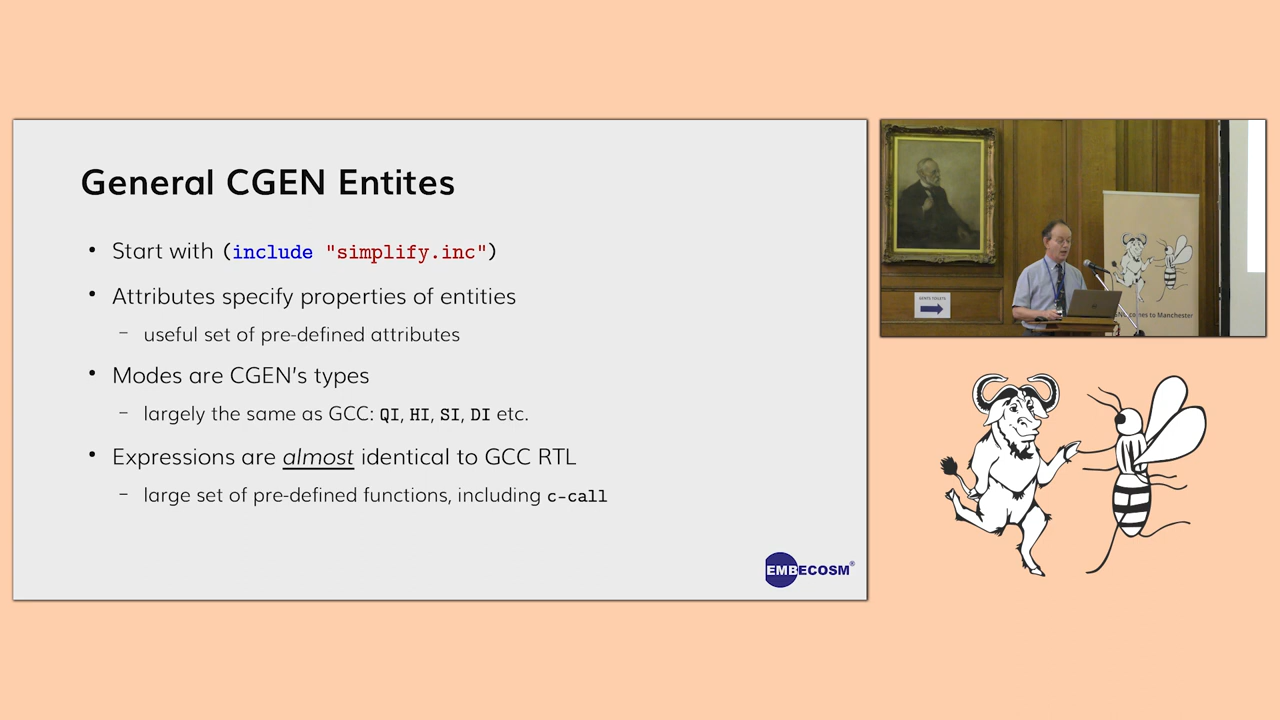 General CGEN Entites
• Start with (include "simplify.inc")
• Attributes specify properties of entities
– useful set of pre-defined attributes
• Modes are CGEN's types
– largely the same as GCC: QI, HI, SI, DI etc.
• Expressions are almost identical to GCC RTL
– large set of pre-defined functions, including c-call
EMBECOSM®
GENTS TOILETS
comes to Manchester